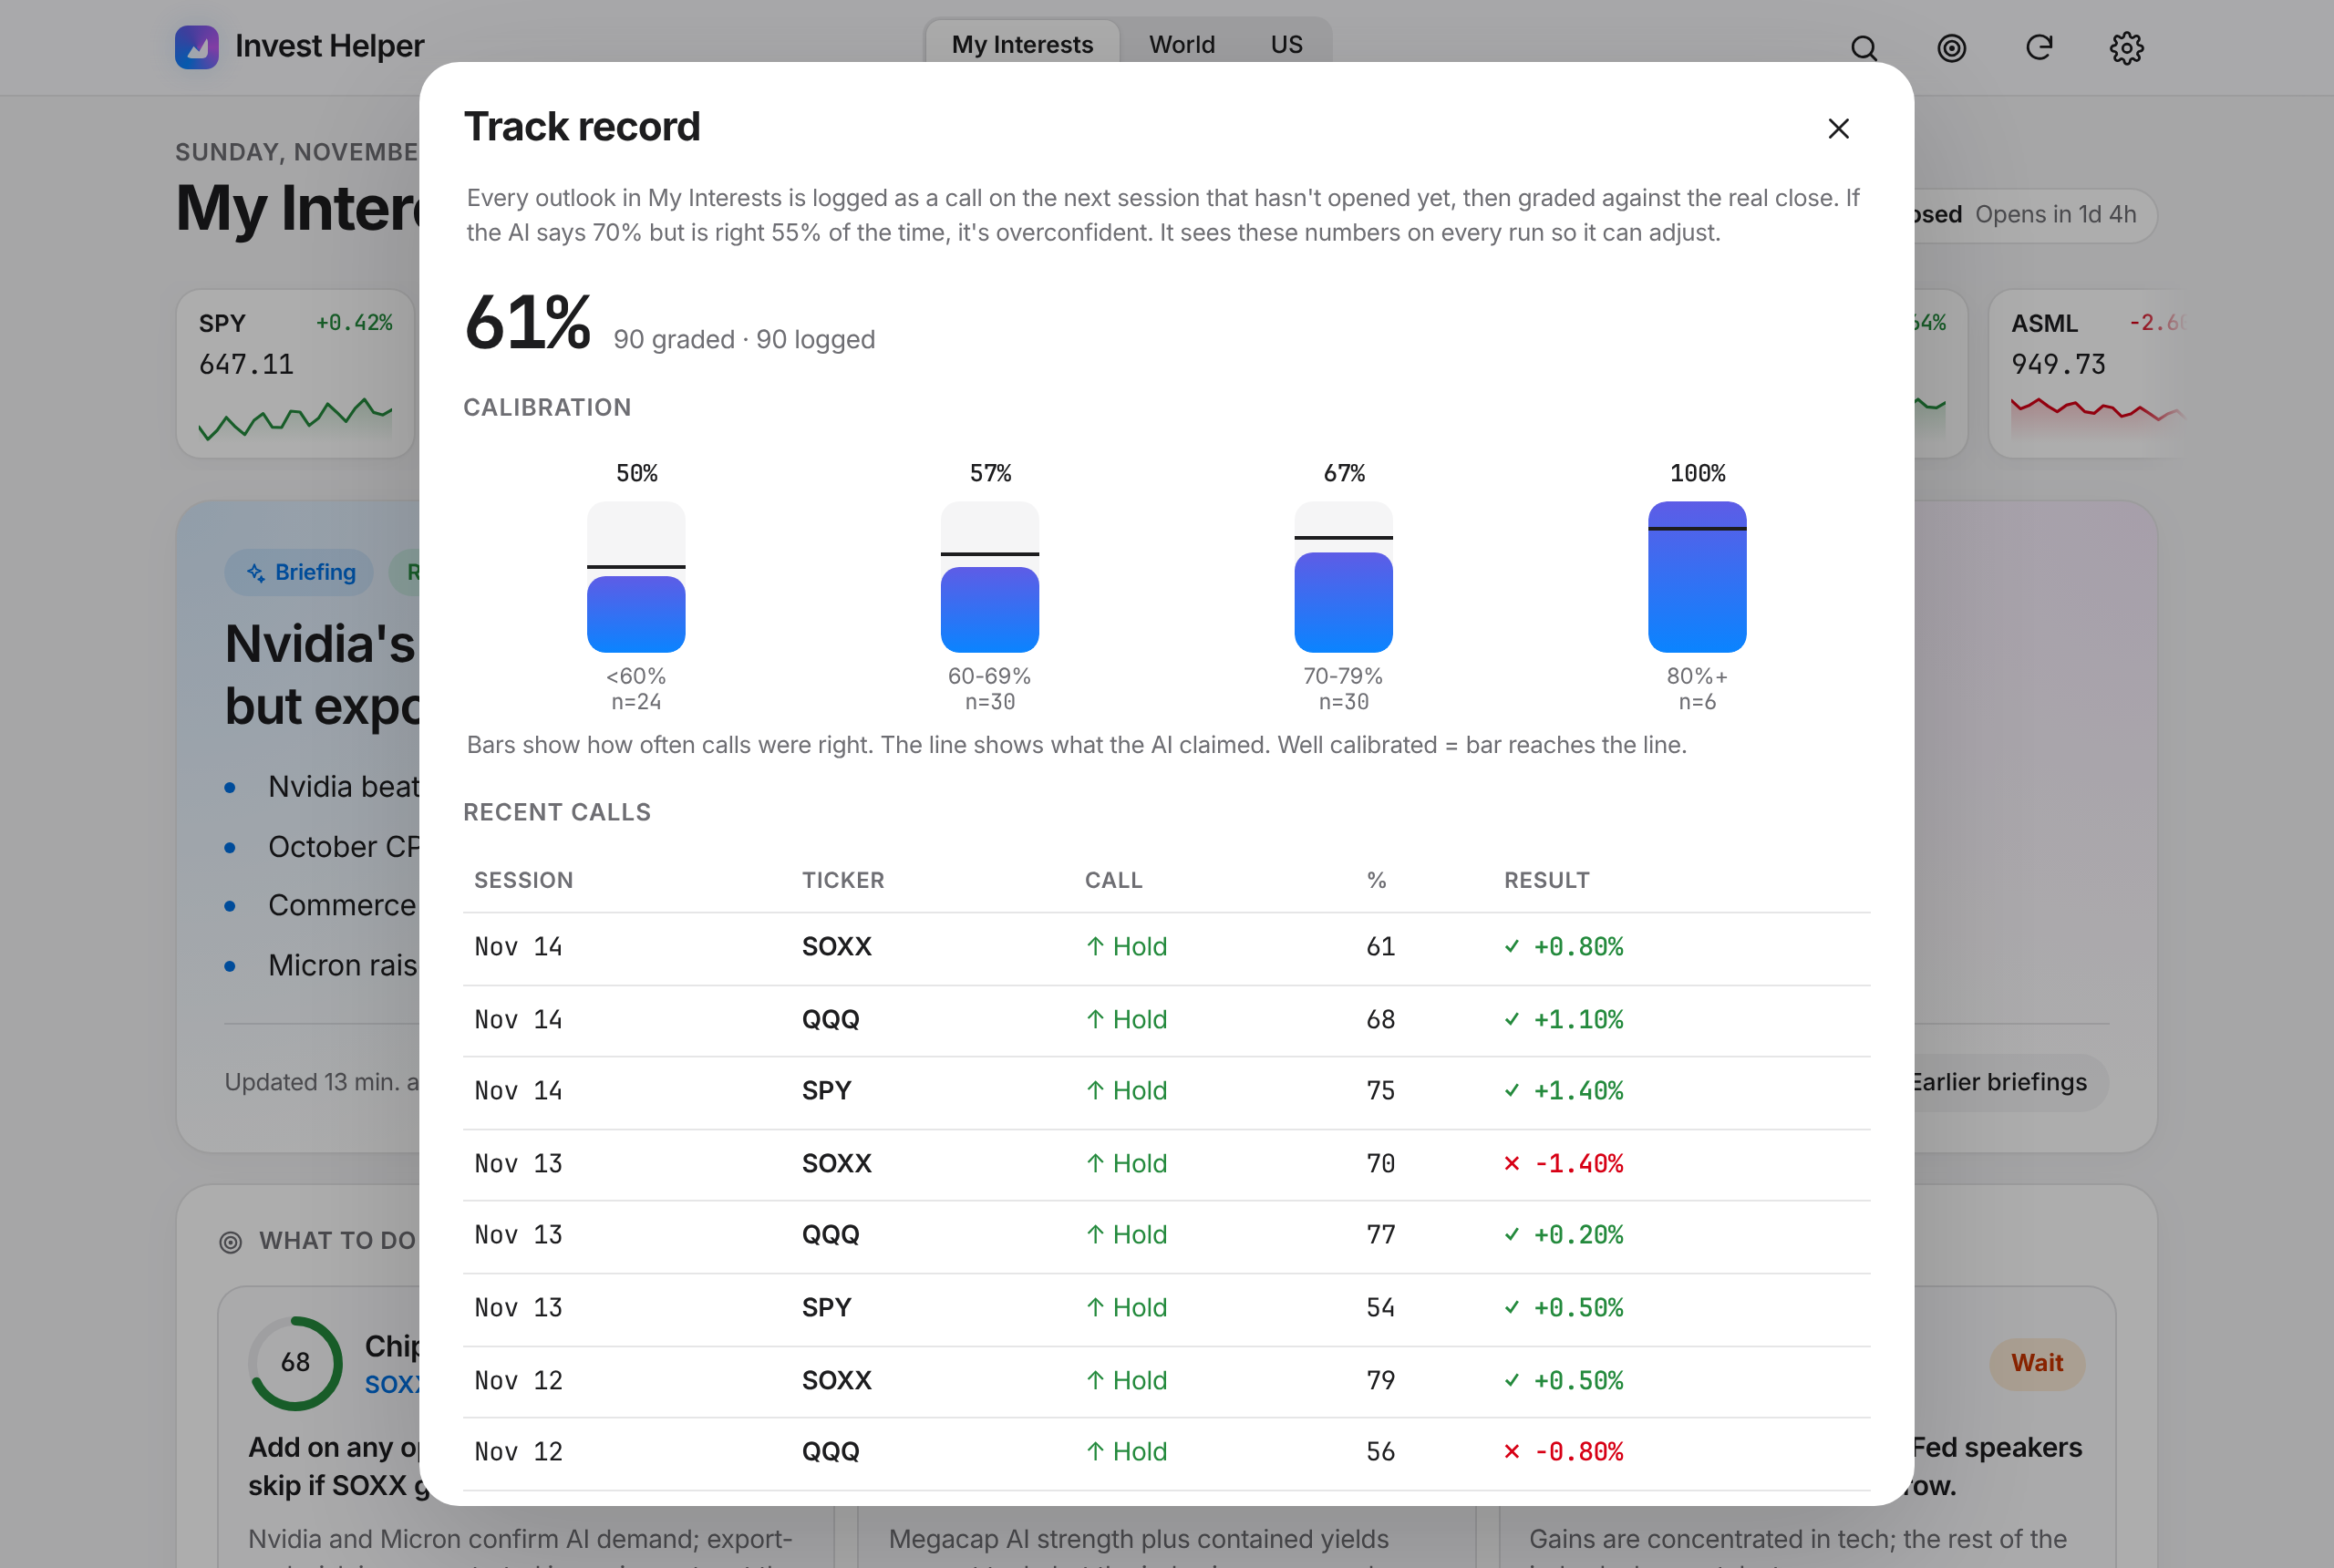 Invest Helper
My Interests World US
SUNDAY, NOVEMBE
My Inter
osed Opens in 1d 4h
SPY +0.42%
647.11
64%
ASML -2.6
949.73
Briefing
Nvidia's
but expo
Nvidia beat
October CP
Commerce
Micron rais
Updated 13 min. a
Earlier briefings
WHAT TO DO
68
Chip
SOXX
Add on any op
skip if SOXX g
Nvidia and Micron confirm AI demand; export-
Megacap AI strength plus contained yields
Wait
Fed speakers
row.
Gains are concentrated in tech; the rest of the
Track record
Every outlook in My Interests is logged as a call on the next session that hasn't opened yet, then graded against the real close. If
the AI says 70% but is right 55% of the time, it's overconfident. It sees these numbers on every run so it can adjust.
61% 90 graded · 90 logged
CALIBRATION
50% 57% 67% 100%
<60% 60-69% 70-79% 80%+
n=24 n=30 n=30 n=6
Bars show how often calls were right. The line shows what the AI claimed. Well calibrated = bar reaches the line.
RECENT CALLS
SESSION TICKER CALL % RESULT
Nov 14 SOXX ↑ Hold 61 ✓ +0.80%
Nov 14 QQQ ↑ Hold 68 ✓ +1.10%
Nov 14 SPY ↑ Hold 75 ✓ +1.40%
Nov 13 SOXX ↑ Hold 70 × -1.40%
Nov 13 QQQ ↑ Hold 77 ✓ +0.20%
Nov 13 SPY ↑ Hold 54 ✓ +0.50%
Nov 12 SOXX ↑ Hold 79 ✓ +0.50%
Nov 12 QQQ ↑ Hold 56 × -0.80%